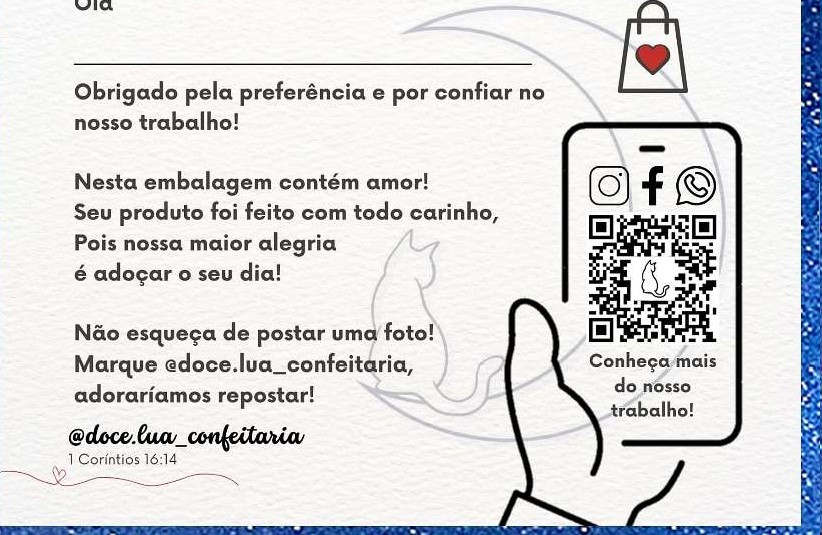 Olá
Obrigado pela preferência e por confiar no
nosso trabalho!
Nesta embalagem contém amor!
Seu produto foi feito com todo carinho,
Pois nossa maior alegria
é adoçar o seu dia!
Não esqueça de postar uma foto!
Marque @doce.lua_confeitaria,
adoraríamos repostar!
@doce.lua_confeitaria
1 Coríntios 16:14
Conheça mais
do nosso
trabalho!